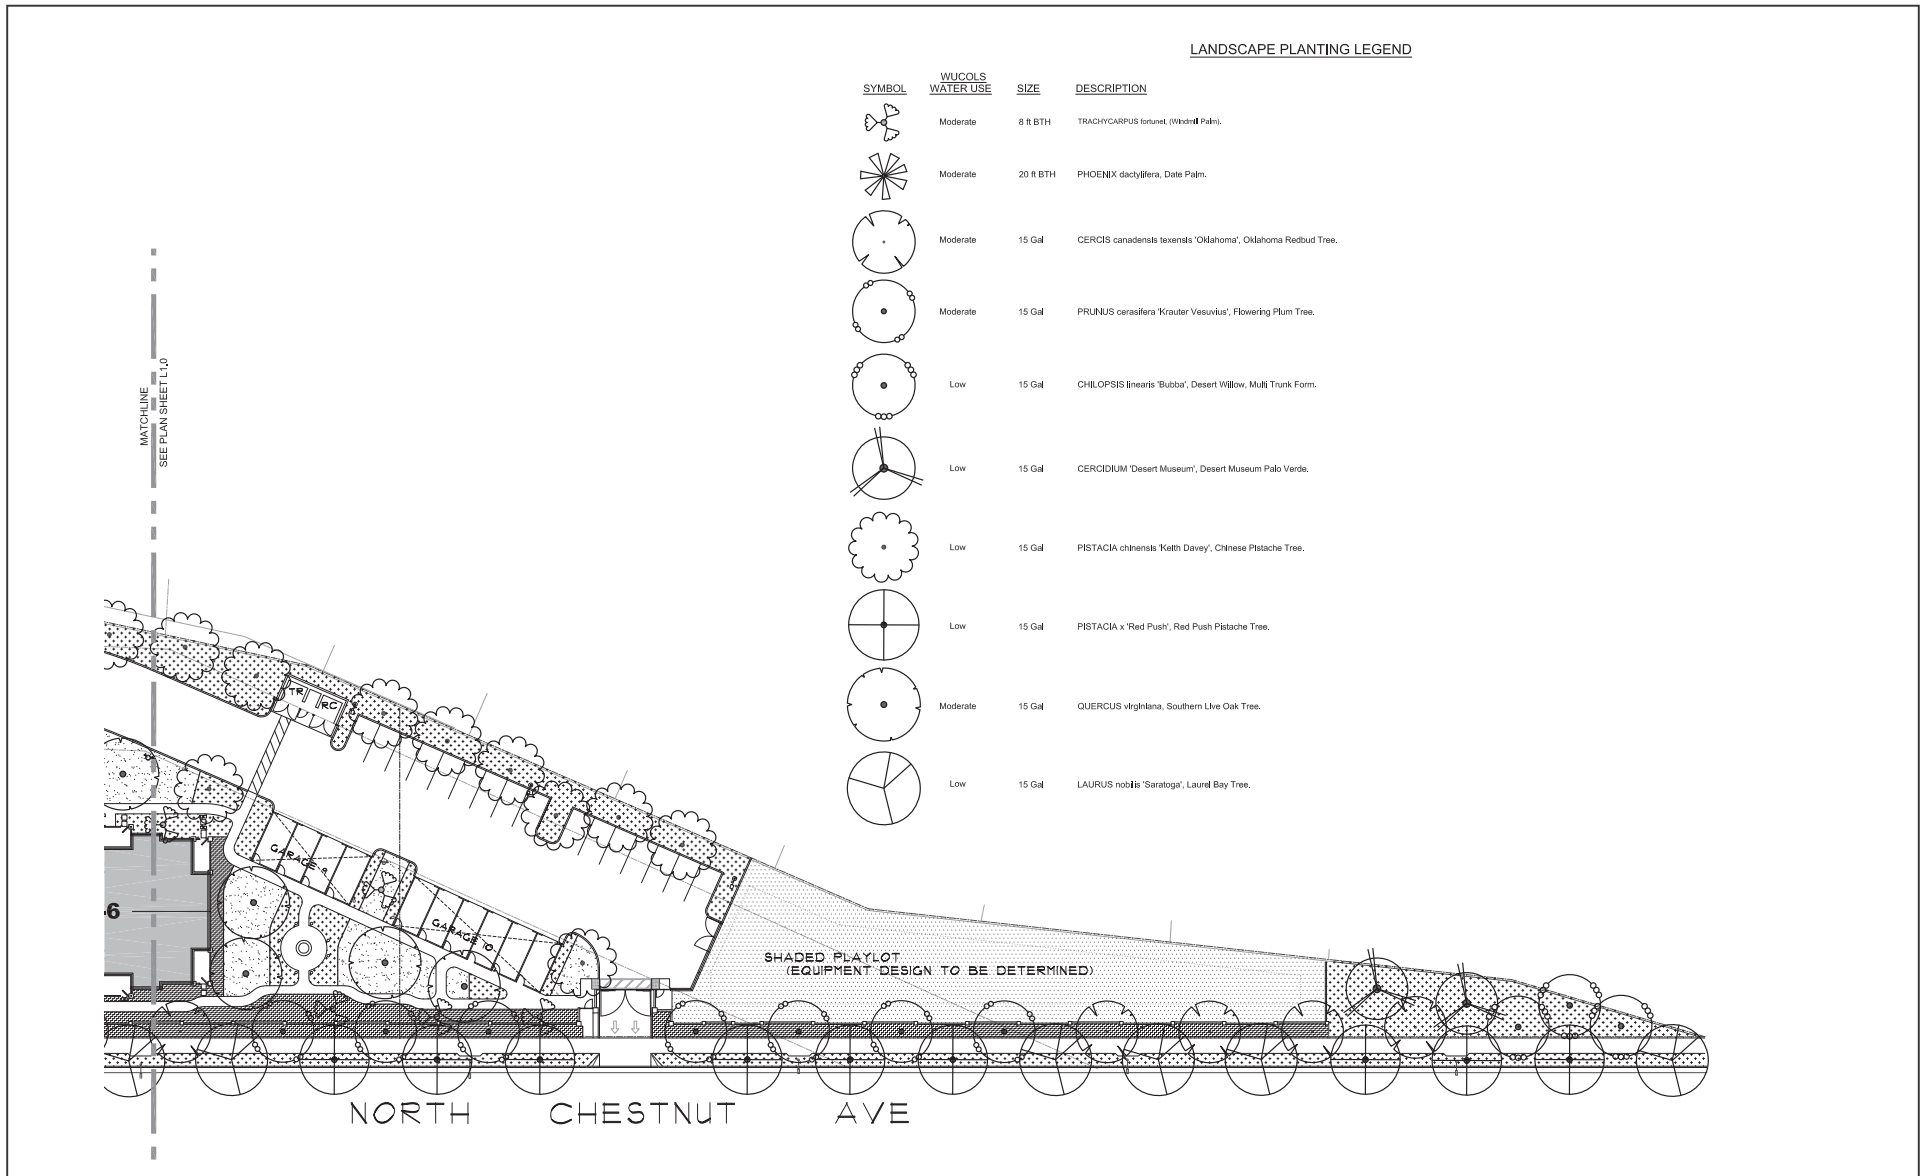 LANDSCAPE PLANTING LEGEND
SYMBOL WUCOLS WATER USE SIZE DESCRIPTION
Moderate 8 ft BTH TRACHYCARPUS fortunei, (Windmill Palm).
Moderate 20 ft BTH PHOENIX dactylifera, Date Palm.
Moderate 15 Gal CERCIS canadensis texensis 'Oklahoma', Oklahoma Redbud Tree.
Moderate 15 Gal PRUNUS cerasifera 'Krauter Vesuvius', Flowering Plum Tree.
Low 15 Gal CHILOPSIS linearis 'Bubba', Desert Willow, Multi Trunk Form.
Low 15 Gal CERCIDIUM 'Desert Museum', Desert Museum Palo Verde.
Low 15 Gal PISTACIA chinensis 'Keith Davey', Chinese Pistache Tree.
Low 15 Gal PISTACIA x 'Red Push', Red Push Pistache Tree.
Moderate 15 Gal QUERCUS virginiana, Southern Live Oak Tree.
Low 15 Gal LAURUS nobilis 'Saratoga', Laurel Bay Tree.
MATCHLINE
SEE PLAN SHEET L1.0
TR
RC
GARAGE 9
GARAGE 10
-6
SHADED PLAYLOT
(EQUIPMENT DESIGN TO BE DETERMINED)
NORTH CHESTNUT AVE